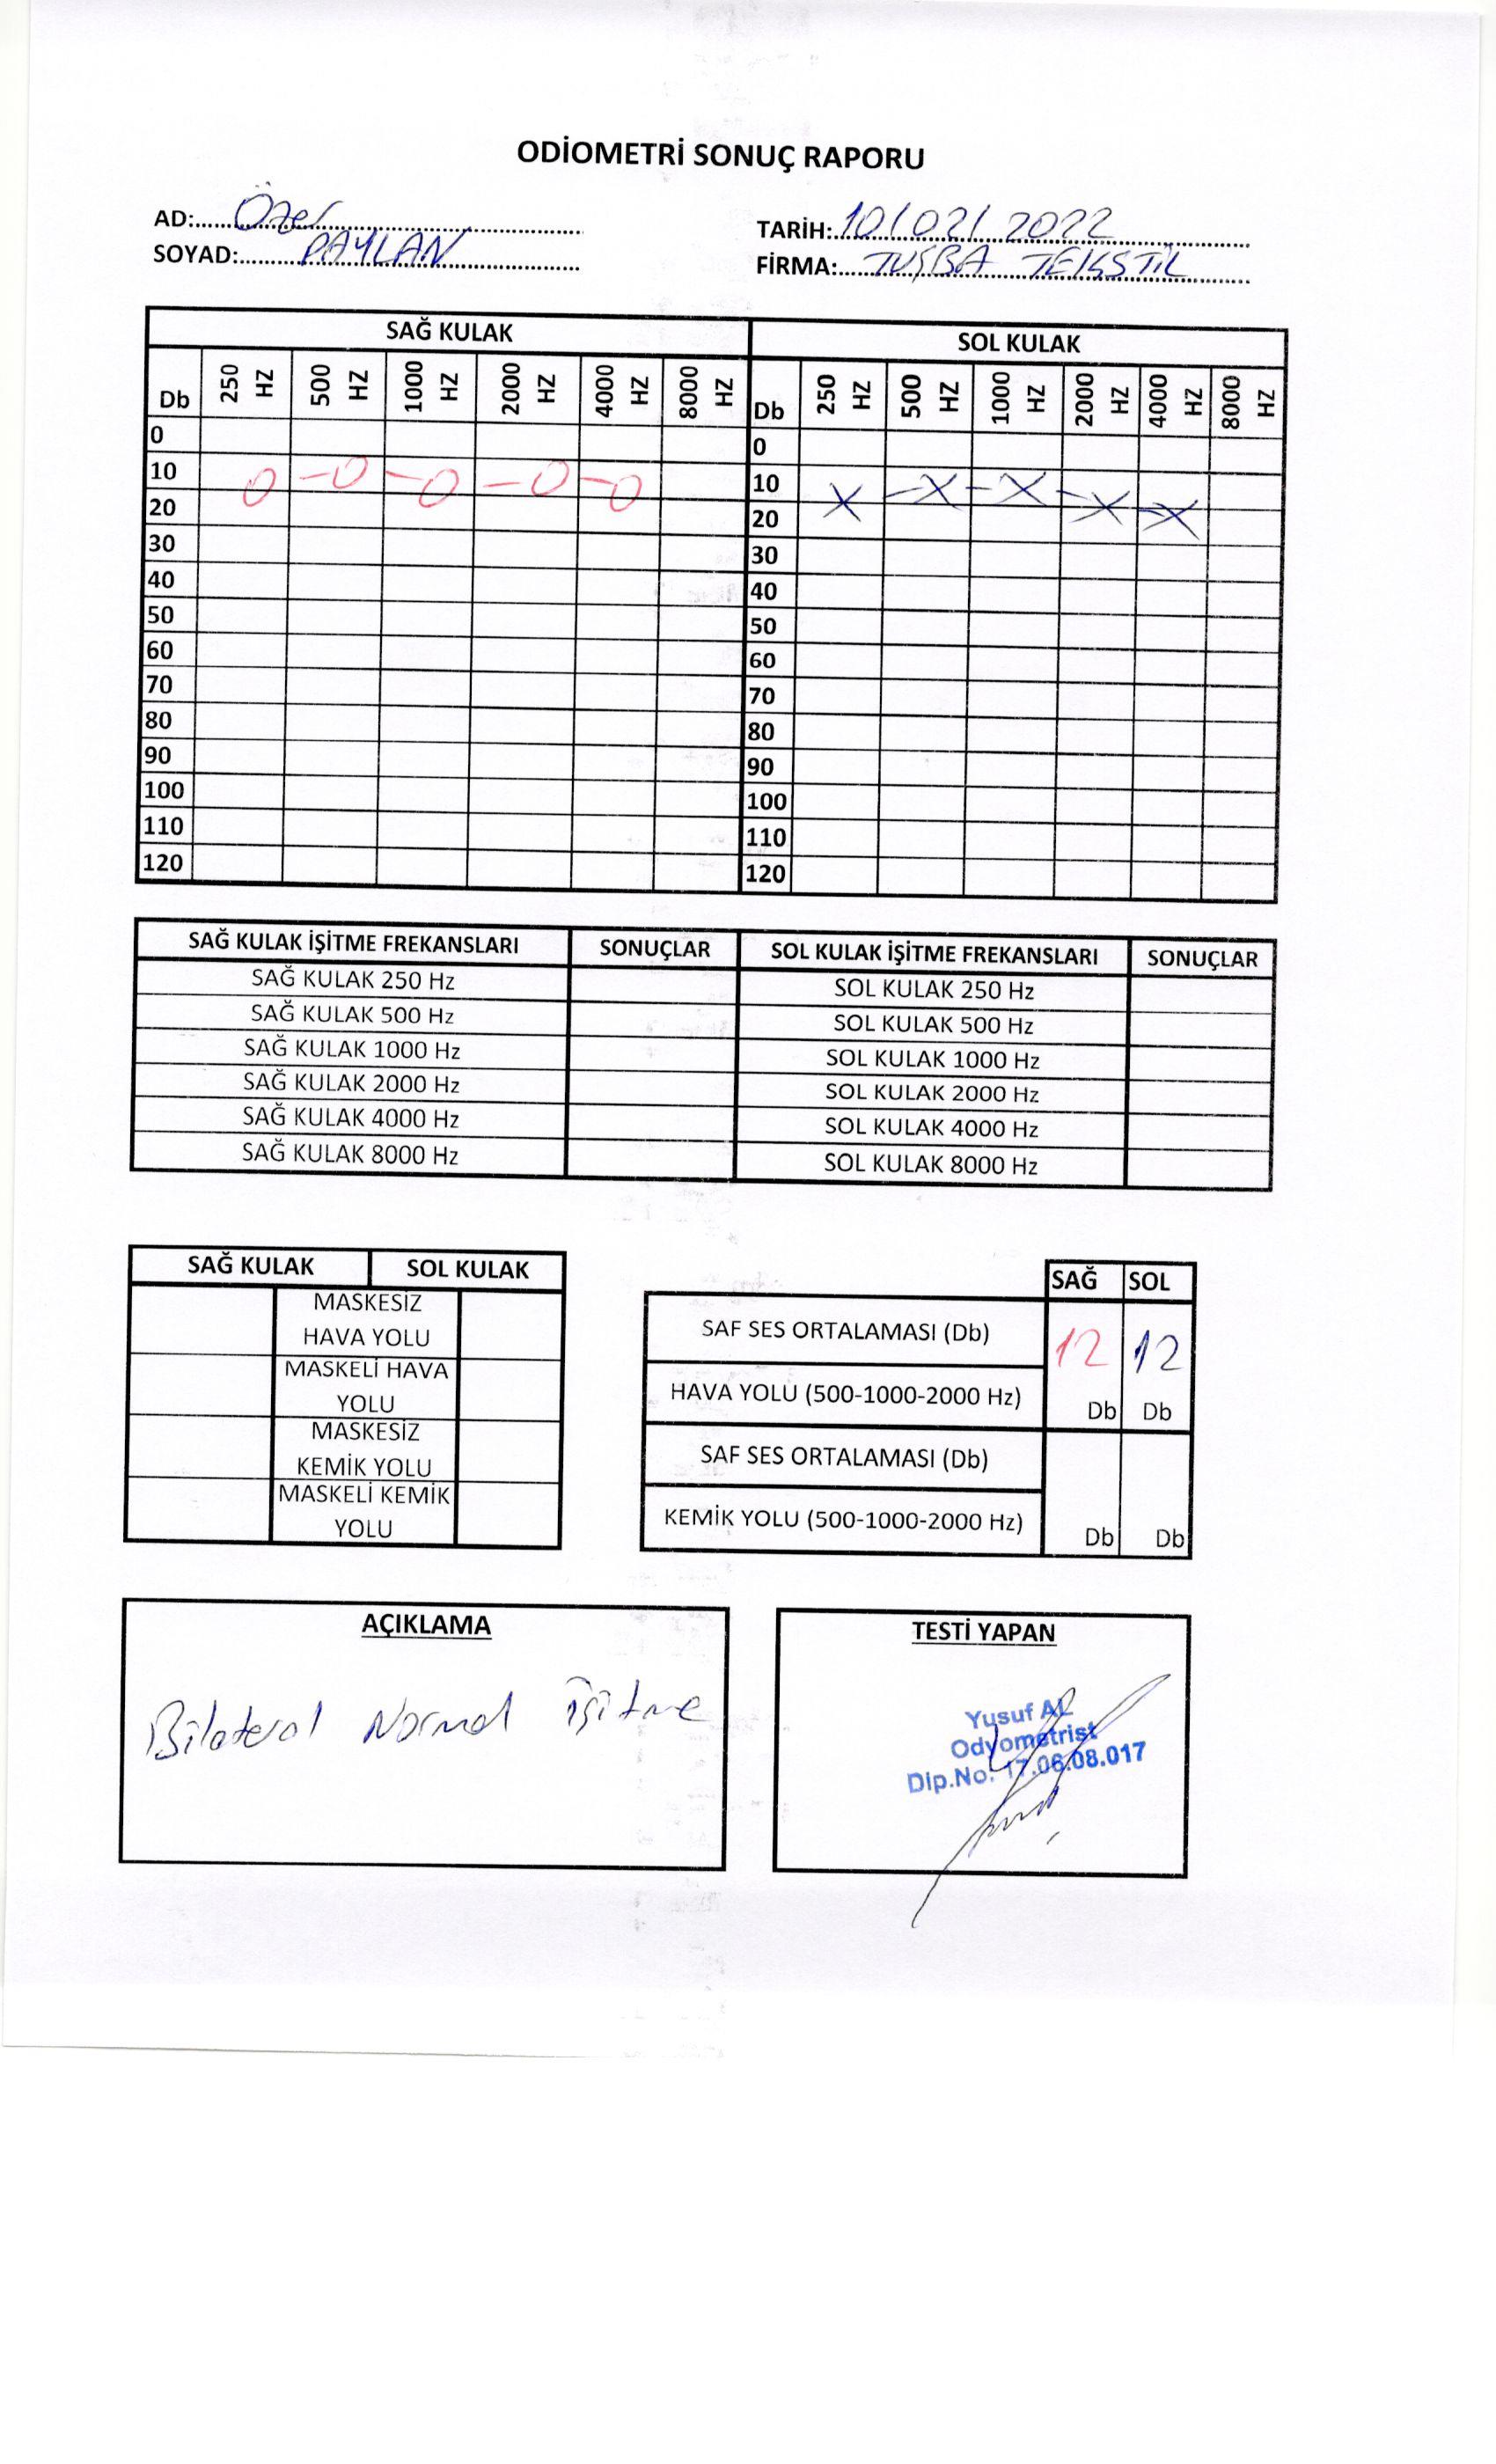 ODİOMETRİ SONUÇ RAPORU
AD: Özel TARİH: 10/02/2022
SOYAD: PAYLAN FİRMA: TUŞBA TEKSTİL
SAĞ KULAK SOL KULAK
Db 250 HZ 500 HZ 1000 HZ 2000 HZ 4000 HZ 8000 HZ Db 250 HZ 500 HZ 1000 HZ 2000 HZ 4000 HZ 8000 HZ
0 0
10 10
20 20
30 30
40 40
50 50
60 60
70 70
80 80
90 90
100 100
110 110
120 120
SAĞ KULAK İŞİTME FREKANSLARI SONUÇLAR SOL KULAK İŞİTME FREKANSLARI SONUÇLAR
SAĞ KULAK 250 Hz SOL KULAK 250 Hz
SAĞ KULAK 500 Hz SOL KULAK 500 Hz
SAĞ KULAK 1000 Hz SOL KULAK 1000 Hz
SAĞ KULAK 2000 Hz SOL KULAK 2000 Hz
SAĞ KULAK 4000 Hz SOL KULAK 4000 Hz
SAĞ KULAK 8000 Hz SOL KULAK 8000 Hz
SAĞ KULAK SOL KULAK
MASKESİZ
HAVA YOLU
MASKELİ HAVA
YOLU
MASKESİZ
KEMİK YOLU
MASKELİ KEMİK
YOLU
SAĞ SOL
SAF SES ORTALAMASI (Db) 12 12
HAVA YOLU (500-1000-2000 Hz) Db Db
SAF SES ORTALAMASI (Db)
KEMİK YOLU (500-1000-2000 Hz) Db Db
AÇIKLAMA
Bilateral Normal İşitme
TESTİ YAPAN
Yusuf AL
Odyometrist
Dip.No: 17.06.08.017